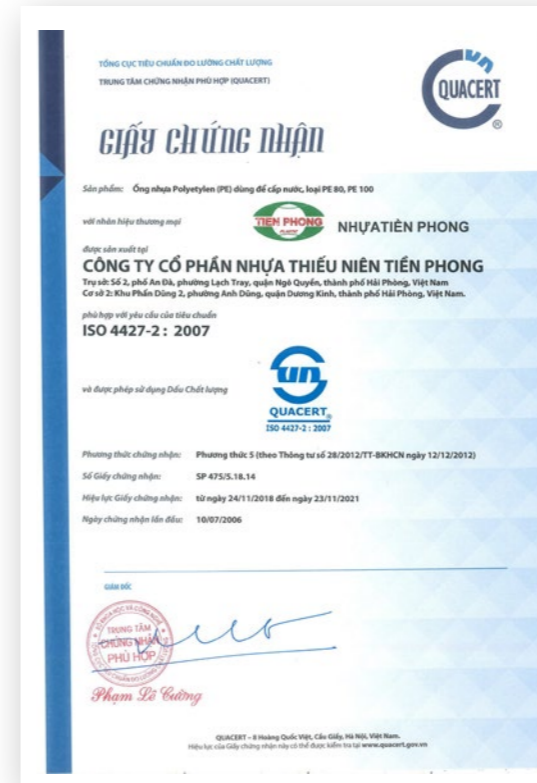 TỔNG CỤC TIÊU CHUẨN ĐO LƯỜNG CHẤT LƯỢNG
TRUNG TÂM CHỨNG NHẬN PHÙ HỢP (QUACERT)
QUACERT
®
GIẤY CHỨNG NHẬN
Sản phẩm: Ống nhựa Polyetylen (PE) dùng để cấp nước, loại PE 80, PE 100
với nhãn hiệu thương mại
TIEN PHONG
PLASTIC
NHỰATIỀN PHONG
được sản xuất tại
CÔNG TY CỔ PHẦN NHỰA THIẾU NIÊN TIỀN PHONG
Trụ sở: Số 2, phố An Đà, phường Lạch Tray, quận Ngô Quyền, thành phố Hải Phòng, Việt Nam
Cơ sở 2: Khu Phấn Dũng 2, phường Anh Dũng, quận Dương Kinh, thành phố Hải Phòng, Việt Nam.
phù hợp với yêu cầu của tiêu chuẩn
ISO 4427-2 : 2007
và được phép sử dụng Dấu Chất lượng
QUACERT
®
ISO 4427-2 : 2007
Phương thức chứng nhận: Phương thức 5 (theo Thông tư số 28/2012/TT-BKHCN ngày 12/12/2012)
Số Giấy chứng nhận: SP 475/5.18.14
Hiệu lực Giấy chứng nhận: từ ngày 24/11/2018 đến ngày 23/11/2021
Ngày chứng nhận lần đầu: 10/07/2006
GIÁM ĐỐC
TRUNG TÂM
CHỨNG NHẬN
PHÙ HỢP
Phạm Lê Cường
QUACERT – 8 Hoàng Quốc Việt, Cầu Giấy, Hà Nội, Việt Nam.
Hiệu lực của Giấy chứng nhận này có thể được kiểm tra tại www.quacert.gov.vn